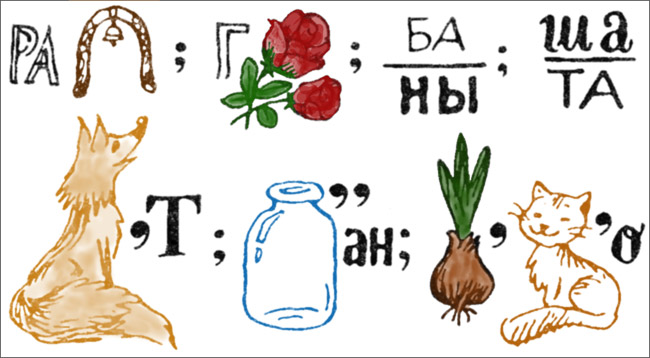 РА ; Г ; БА ; ша
НЫ ТА
’Т ; ’’ан; ’ ’о